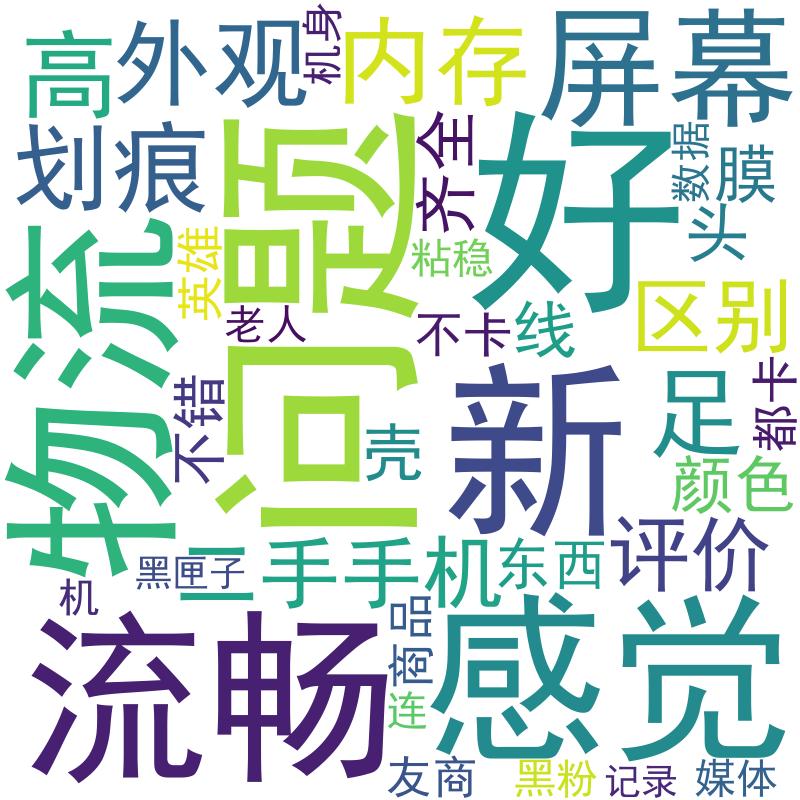 高
外观
机身
内存
屏幕
划痕
问题
齐全
好
数据
膜
头
物流
英雄
粘稳
老人
不卡
线
区别
不错
壳
新
足
都卡
颜色
二手手机
东西
评价
黑匣子
机
流畅
商品
感觉
连
友商
黑粉
记录
媒体